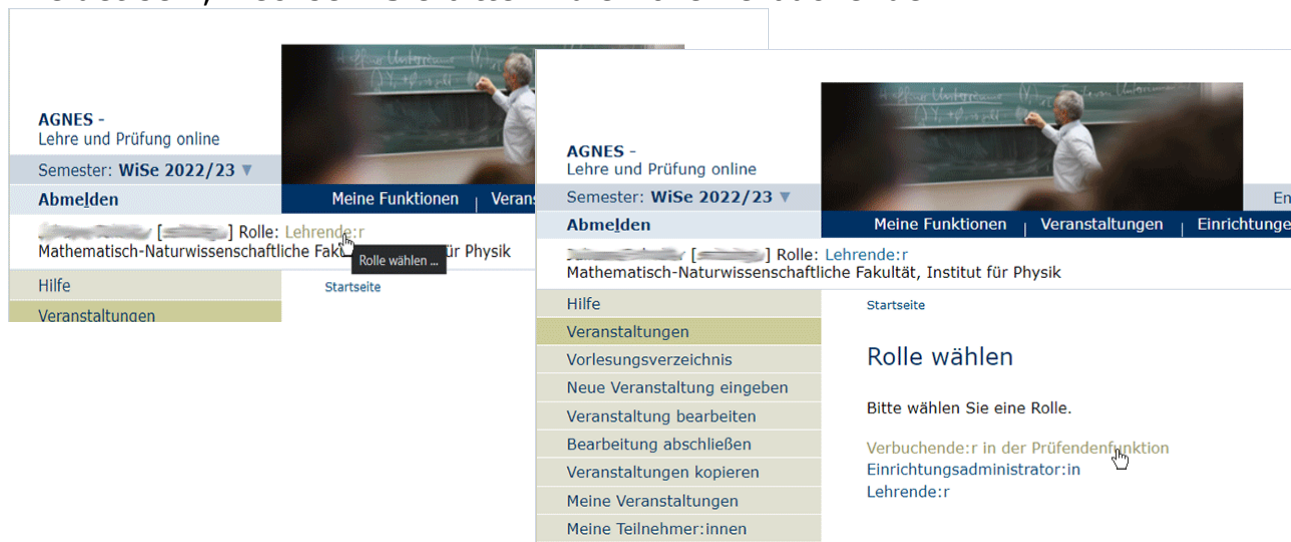 AGNES -
Lehre und Prüfung online
Semester: WiSe 2022/23 ▼
Abmelden
Meine Funktionen | Verans
[ ] Rolle: Lehrende:r
Mathematisch-Naturwissenschaftliche Fak ür Physik
Rolle wählen ...
Hilfe
Startseite
Veranstaltungen
AGNES -
Lehre und Prüfung online
Semester: WiSe 2022/23 ▼
En
Abmelden
Meine Funktionen | Veranstaltungen | Einrichtunge
[ ] Rolle: Lehrende:r
Mathematisch-Naturwissenschaftliche Fakultät, Institut für Physik
Hilfe
Startseite
Veranstaltungen
Vorlesungsverzeichnis
Neue Veranstaltung eingeben
Veranstaltung bearbeiten
Bearbeitung abschließen
Veranstaltungen kopieren
Meine Veranstaltungen
Meine Teilnehmer:innen
Rolle wählen
Bitte wählen Sie eine Rolle.
Verbuchende:r in der Prüfendenfunktion
Einrichtungsadministrator:in
Lehrende:r